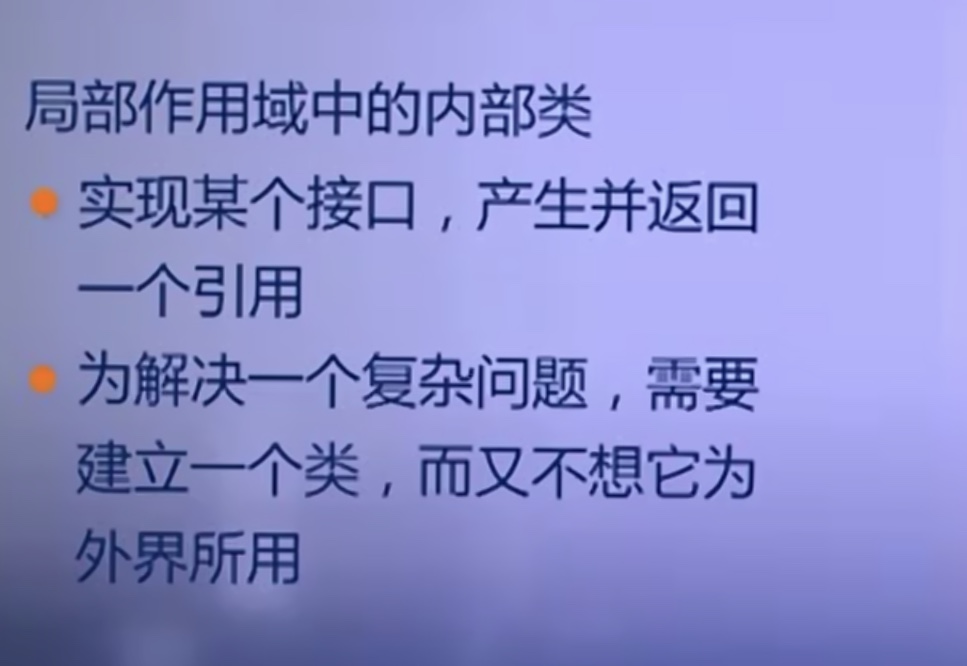 局部作用域中的内部类
实现某个接口，产生并返回
一个引用
为解决一个复杂问题，需要
建立一个类，而又不想它为
外界所用